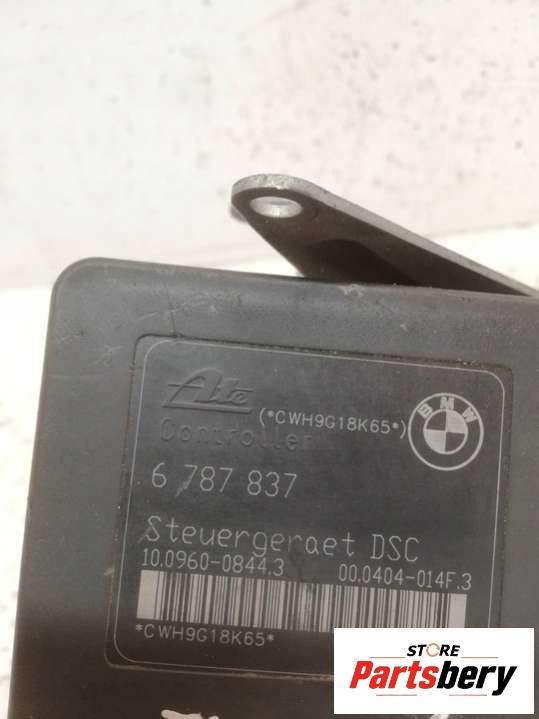 Ate
(*CWH9G18K65*)
BMW
Controller
6 787 837
Steuergeraet DSC
10.0960-0844.3 00.0404-014F.3
*CWH9G18K65*
STORE
Partsbery